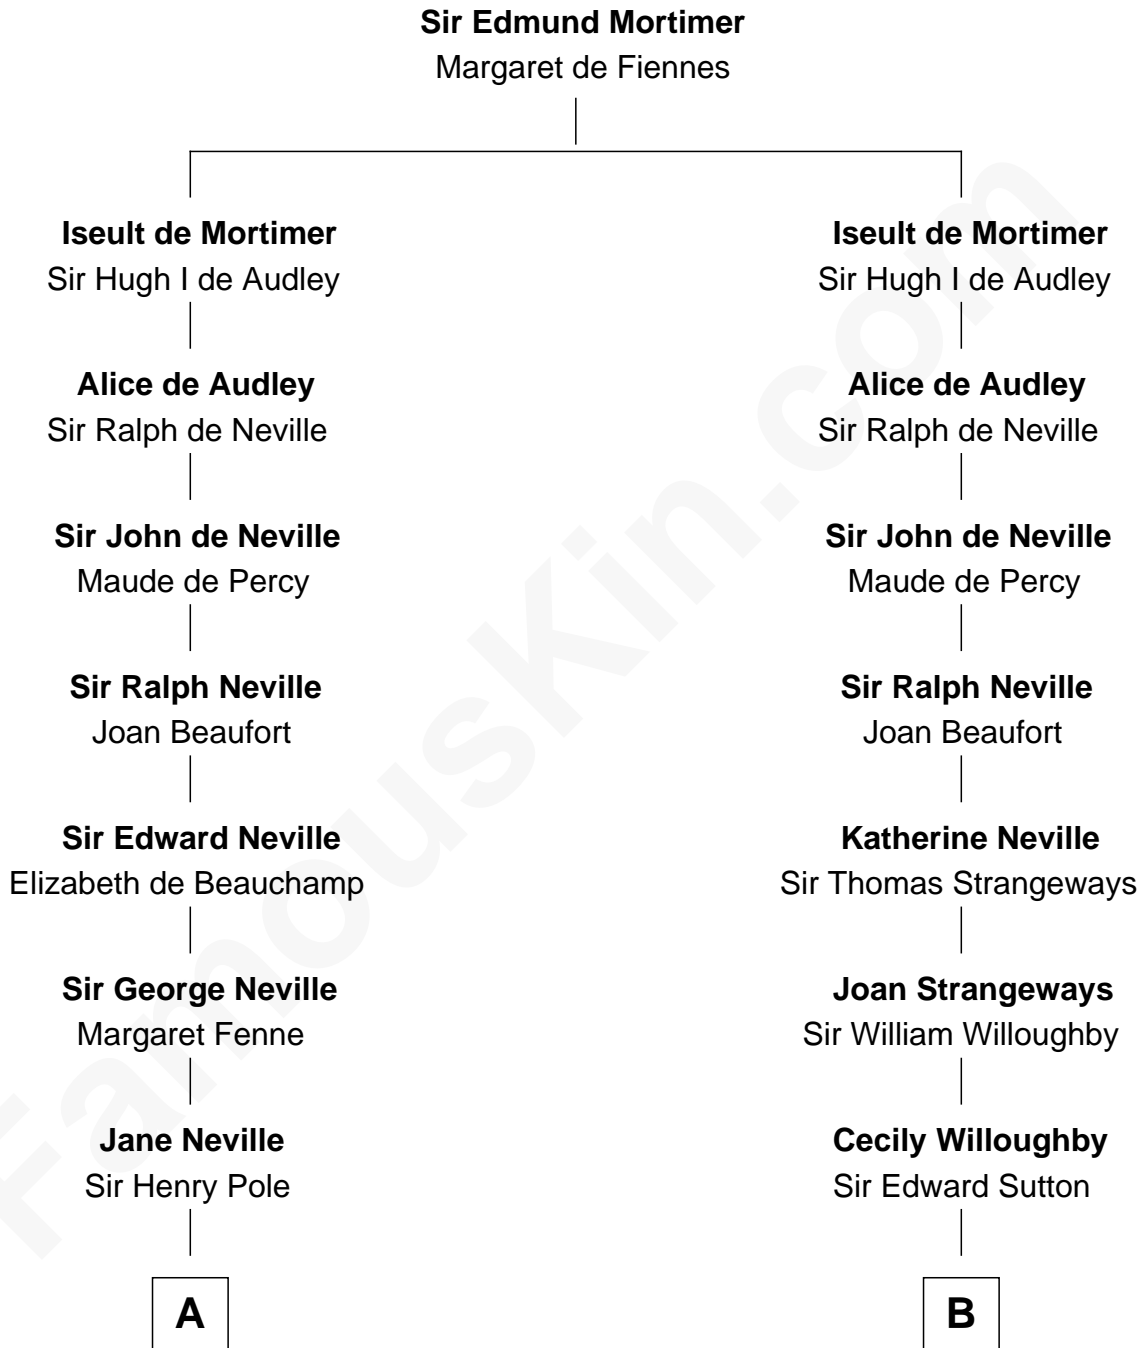 Sir Edmund Mortimer
Margaret de Fiennes
Iseult de Mortimer
Sir Hugh I de Audley
Alice de Audley
Sir Ralph de Neville
Sir John de Neville
Maude de Percy
Sir Ralph Neville
Joan Beaufort
Sir Edward Neville
Elizabeth de Beauchamp
Sir George Neville
Margaret Fenne
Jane Neville
Sir Henry Pole
A
Iseult de Mortimer
Sir Hugh I de Audley
Alice de Audley
Sir Ralph de Neville
Sir John de Neville
Maude de Percy
Sir Ralph Neville
Joan Beaufort
Katherine Neville
Sir Thomas Strangeways
Joan Strangeways
Sir William Willoughby
Cecily Willoughby
Sir Edward Sutton
B
FamousKin.com